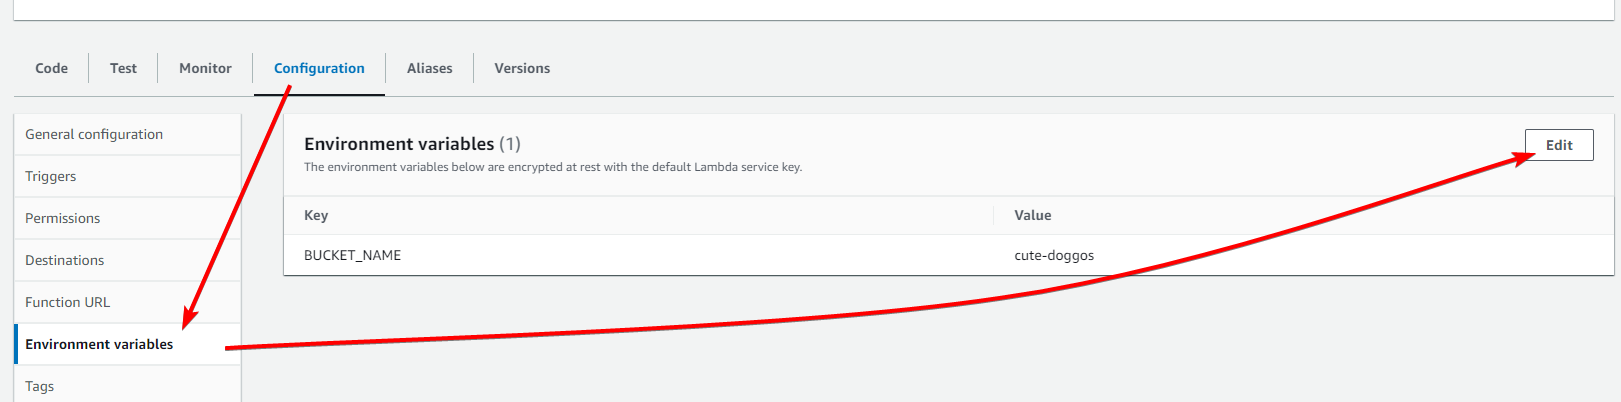 Code Test Monitor Configuration Aliases Versions
General configuration
Triggers
Permissions
Destinations
Function URL
Environment variables
Tags
Environment variables (1)
Edit
The environment variables below are encrypted at rest with the default Lambda service key.
Key Value
BUCKET_NAME cute-doggos